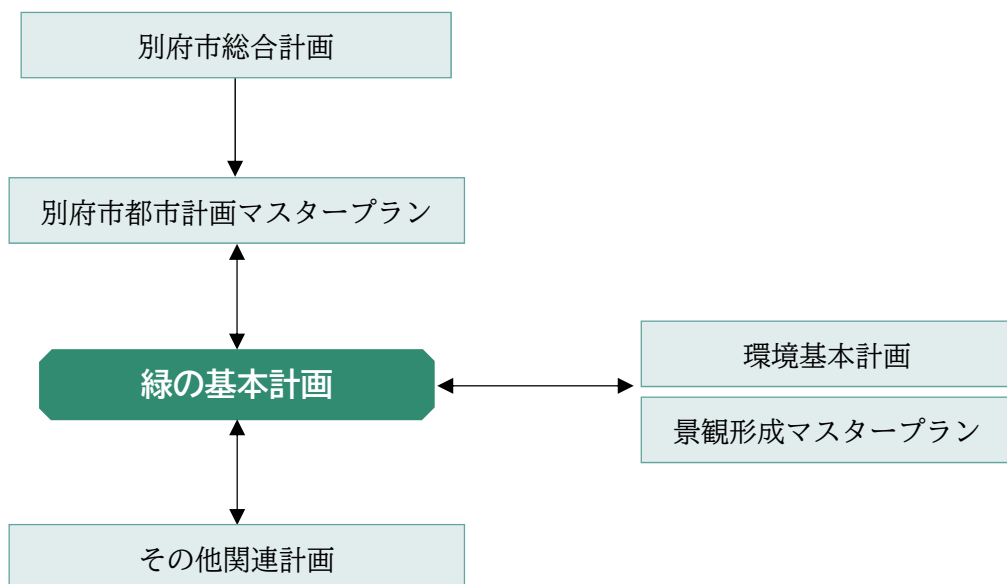 別府市総合計画
別府市都市計画マスタープラン
緑の基本計画
環境基本計画
景観形成マスタープラン
その他関連計画